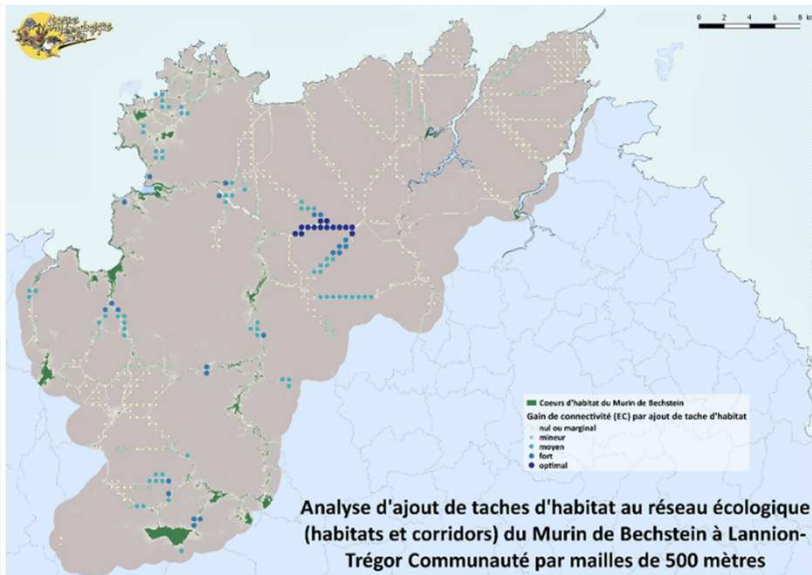 0 2 4 6 8 km
Coeurs d'habitat du Murin de Bechstein
Gain de connectivité (EC) par ajout de tache d'habitat
nul ou marginal
mineur
moyen
fort
optimal
Analyse d'ajout de taches d'habitat au réseau écologique
(habitats et corridors) du Murin de Bechstein à Lannion-
Trégor Communauté par mailles de 500 mètres